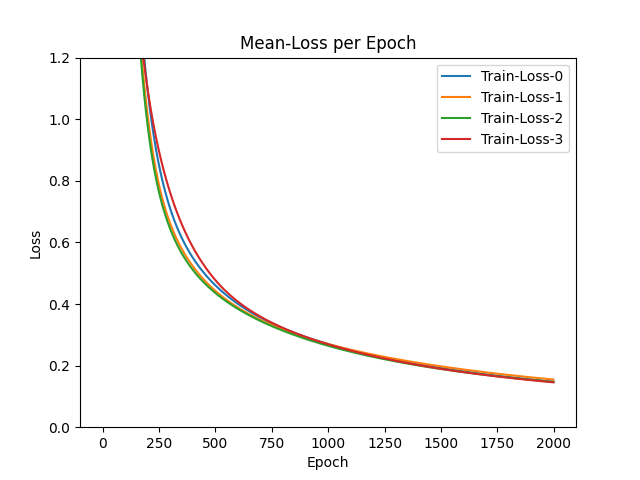 Mean-Loss per Epoch
1.2
1.0
0.8
0.6
0.4
0.2
0.0
Loss
Train-Loss-0
Train-Loss-1
Train-Loss-2
Train-Loss-3
0 250 500 750 1000 1250 1500 1750 2000
Epoch